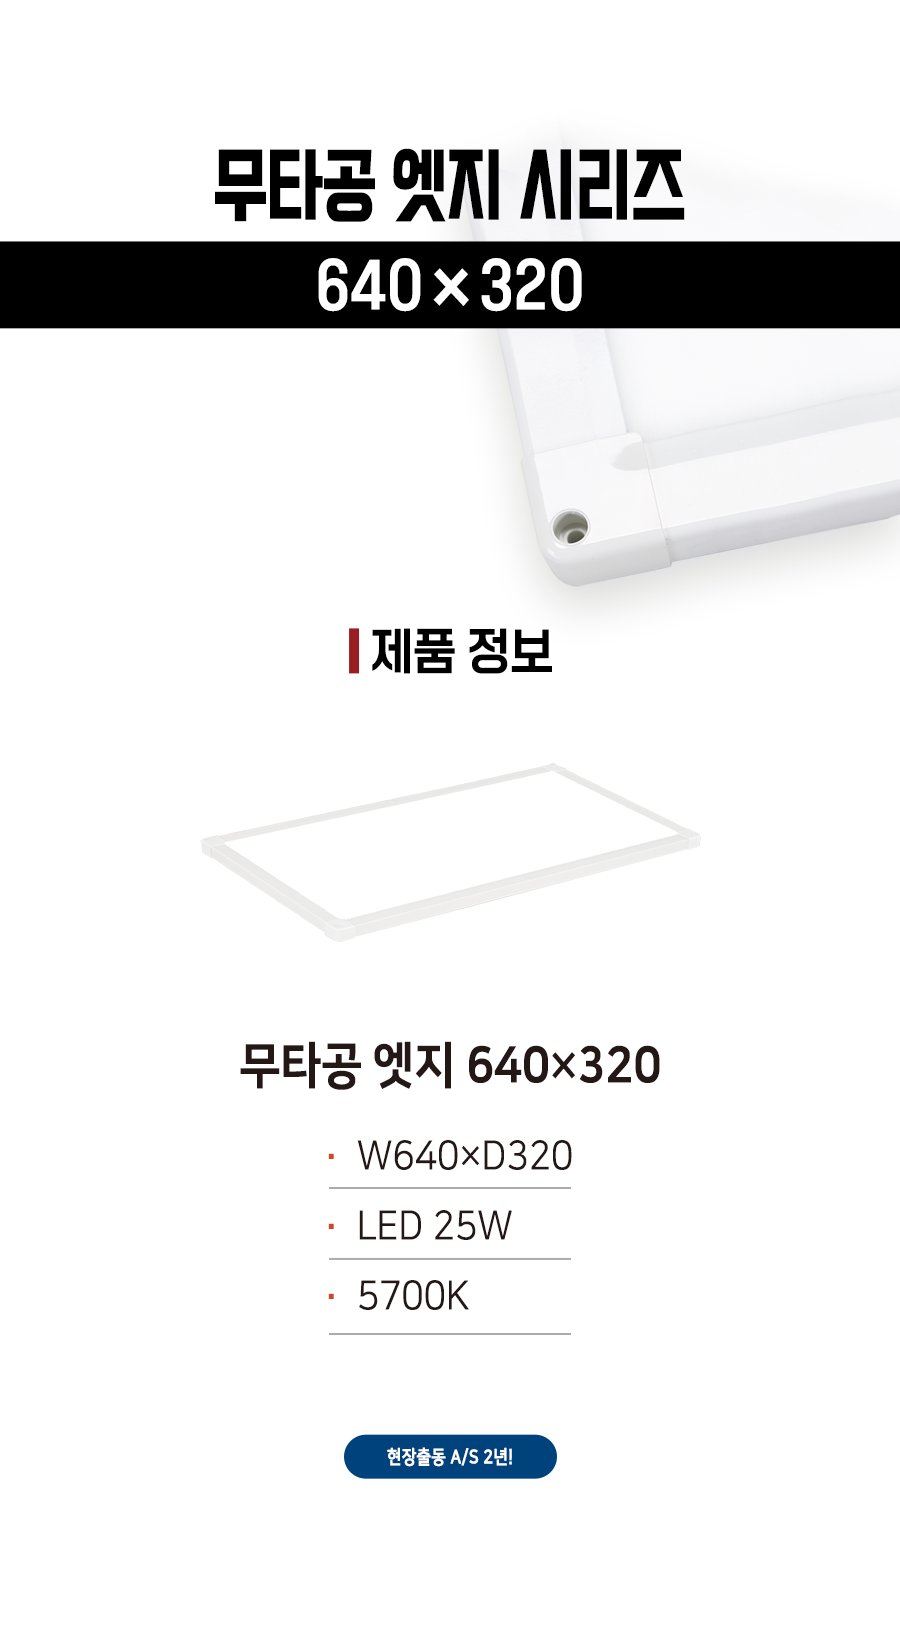 무타공 엣지 시리즈
640×320
제품 정보
무타공 엣지 640×320
· W640×D320
· LED 25W
· 5700K
현장출동 A/S 2년!